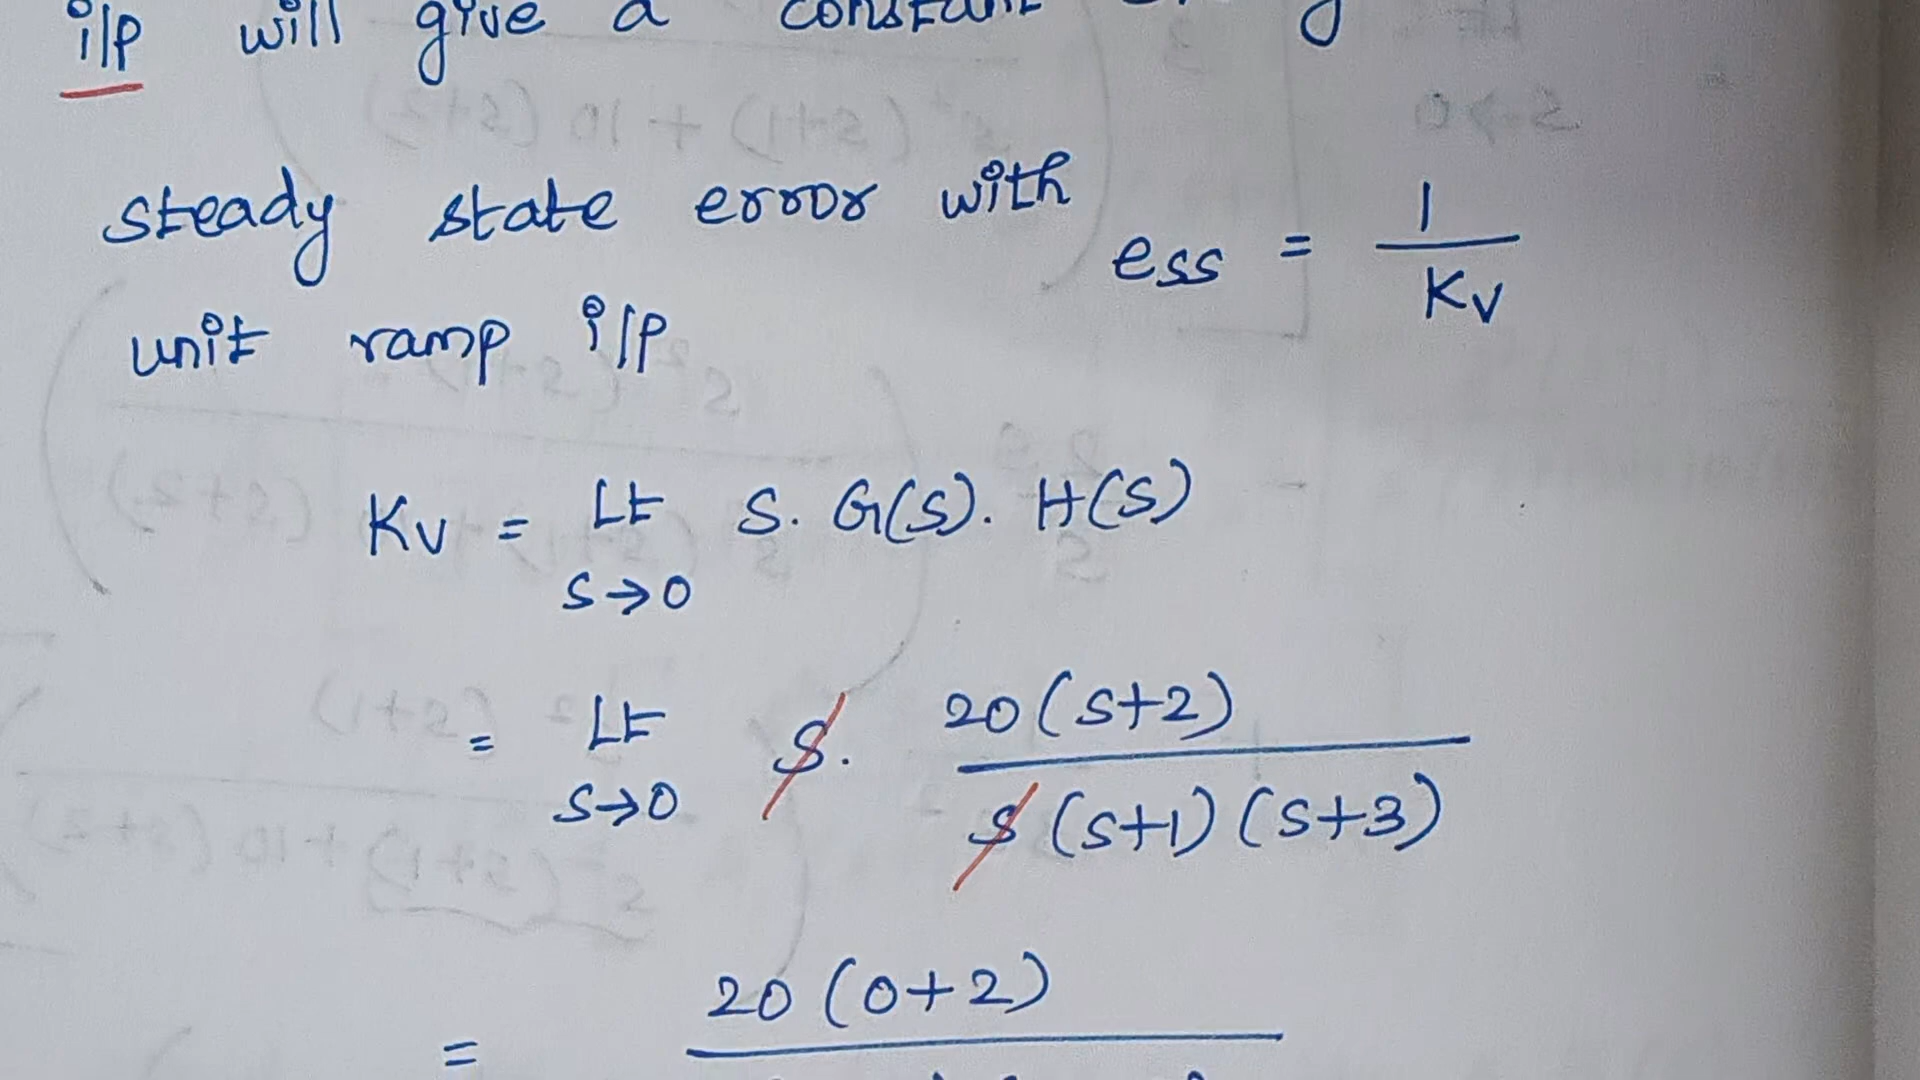 i/p will give a constant
steady state error with
unit ramp i/p
ess = 1 / Kv
Kv = Lt S→0 S. G(S). H(S)
= Lt S→0 S. 20(S+2) / S(S+1)(S+3)
= 20(0+2)